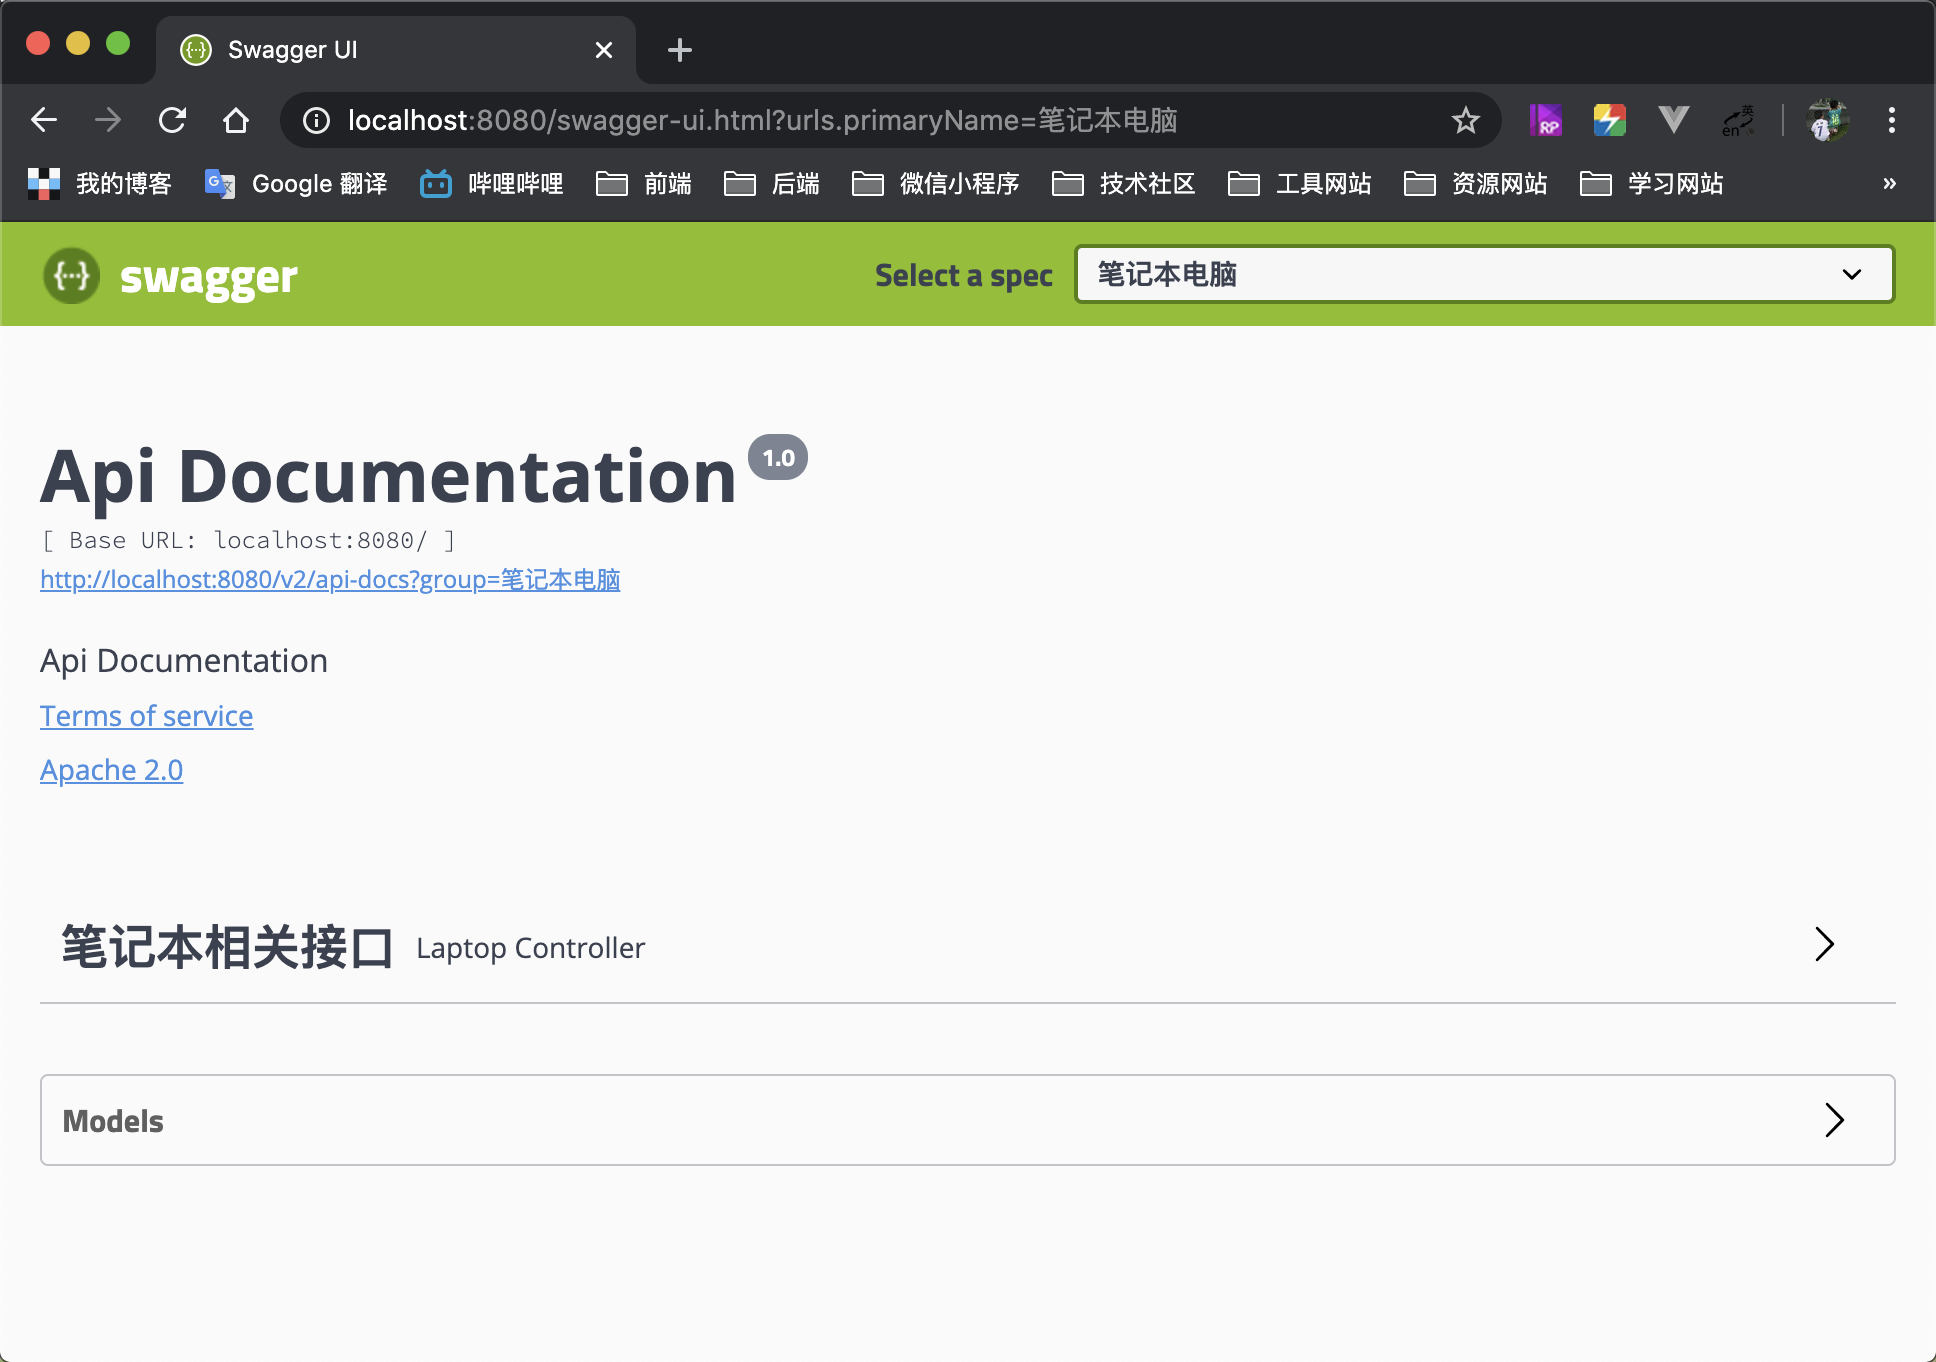 Swagger UI
localhost:8080/swagger-ui.html?urls.primaryName=笔记本电脑
RP
英
en
我的博客 Google 翻译 哔哩哔哩 前端 后端 微信小程序 技术社区 工具网站 资源网站 学习网站 »
{···} swagger Select a spec 笔记本电脑
Api Documentation 1.0
[ Base URL: localhost:8080/ ]
http://localhost:8080/v2/api-docs?group=笔记本电脑
Api Documentation
Terms of service
Apache 2.0
笔记本相关接口 Laptop Controller
Models